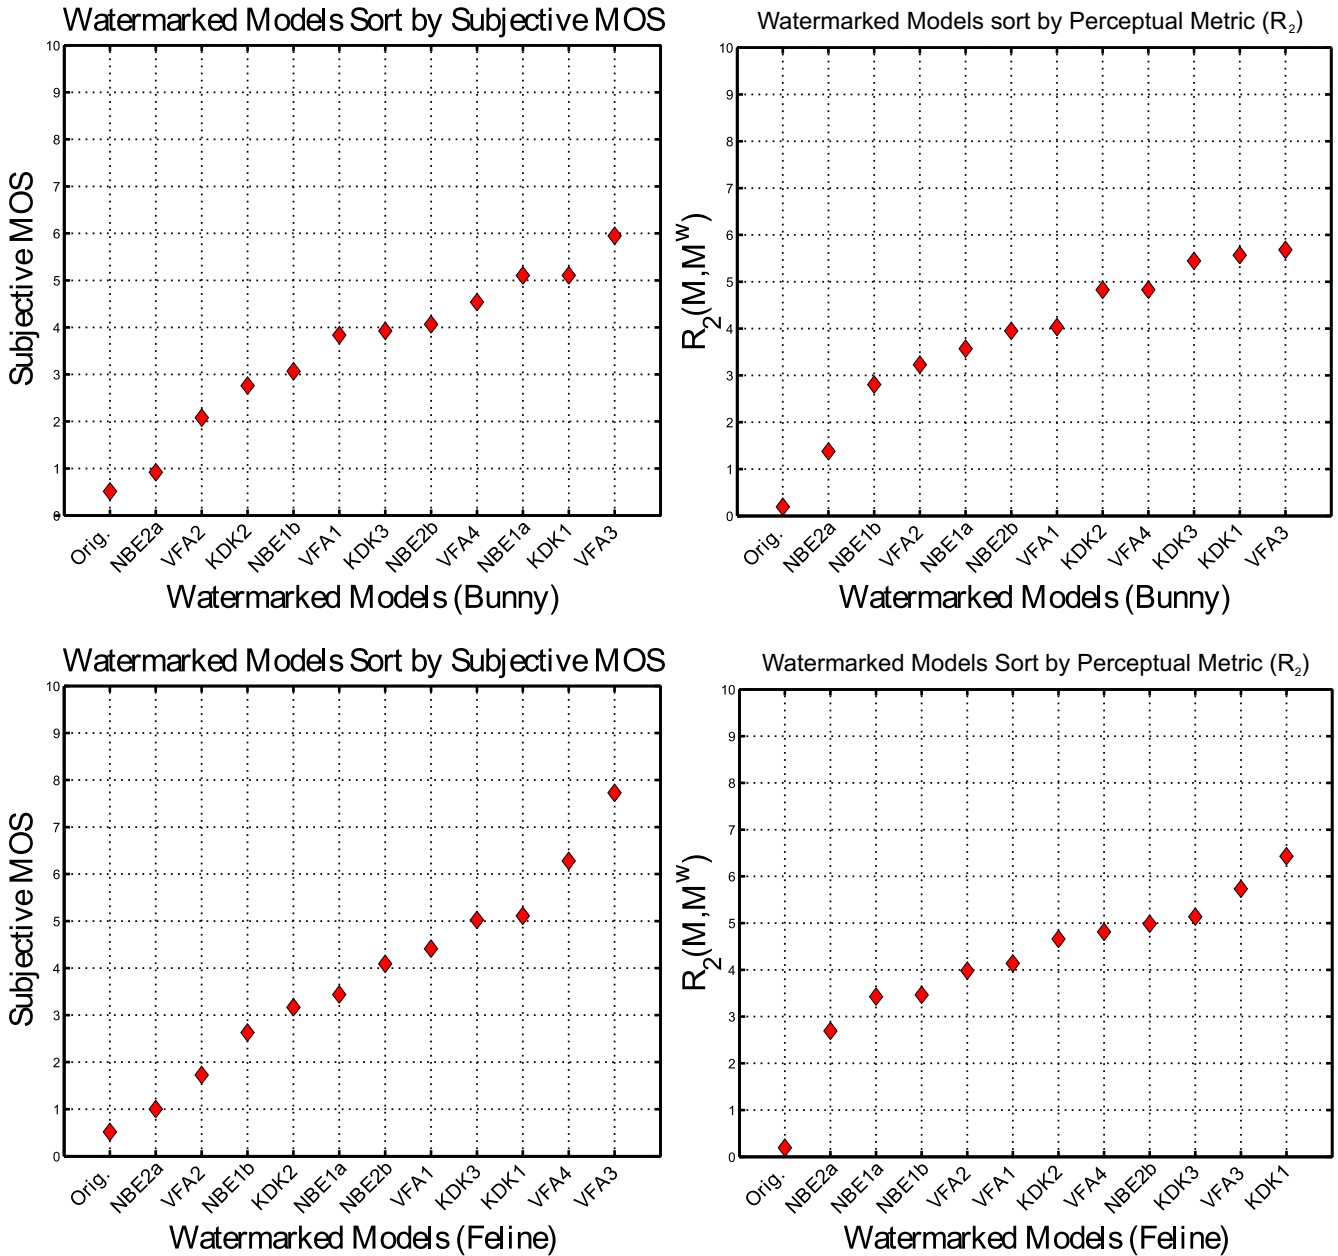 Watermarked Models Sort by Subjective MOS
10
9
8
7
6
5
4
3
2
1
0
Subjective MOS
Orig. NBE2a VFA2 KDK2 NBE1b VFA1 KDK3 NBE2b VFA4 NBE1a KDK1 VFA3
Watermarked Models (Bunny)
Watermarked Models sort by Perceptual Metric (R₂)
10
9
8
7
6
5
4
3
2
1
0
R₂(M,Mᵂ)
Orig. NBE2a NBE1b VFA2 NBE1a NBE2b VFA1 KDK2 VFA4 KDK3 KDK1 VFA3
Watermarked Models (Bunny)
Watermarked Models Sort by Subjective MOS
10
9
8
7
6
5
4
3
2
1
0
Subjective MOS
Orig. NBE2a VFA2 NBE1b KDK2 NBE1a NBE2b VFA1 KDK3 KDK1 VFA4 VFA3
Watermarked Models (Feline)
Watermarked Models Sort by Perceptual Metric (R₂)
10
9
8
7
6
5
4
3
2
1
0
R₂(M,Mᵂ)
Orig. NBE2a NBE1a NBE1b VFA2 VFA1 KDK2 VFA4 NBE2b KDK3 VFA3 KDK1
Watermarked Models (Feline)